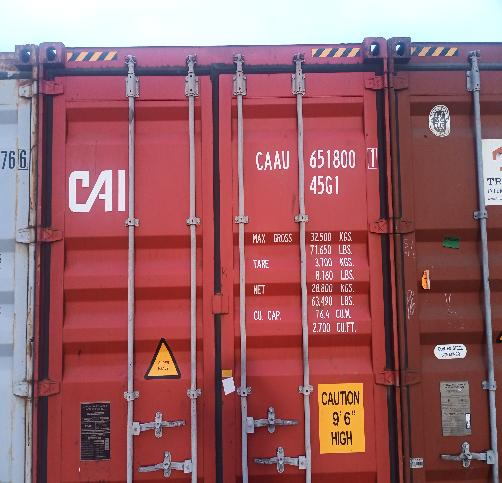 766
CAI
CAAU 651800 1
45G1
MAX GROSS 32.500 KGS.
71.650 LBS.
TARE 3.700 KGS.
8.160 LBS.
NET 28.800 KGS.
63.490 LBS.
CU. CAP. 76.4 CU.M.
2.700 CU.FT.
CAUTION
9'6"
HIGH